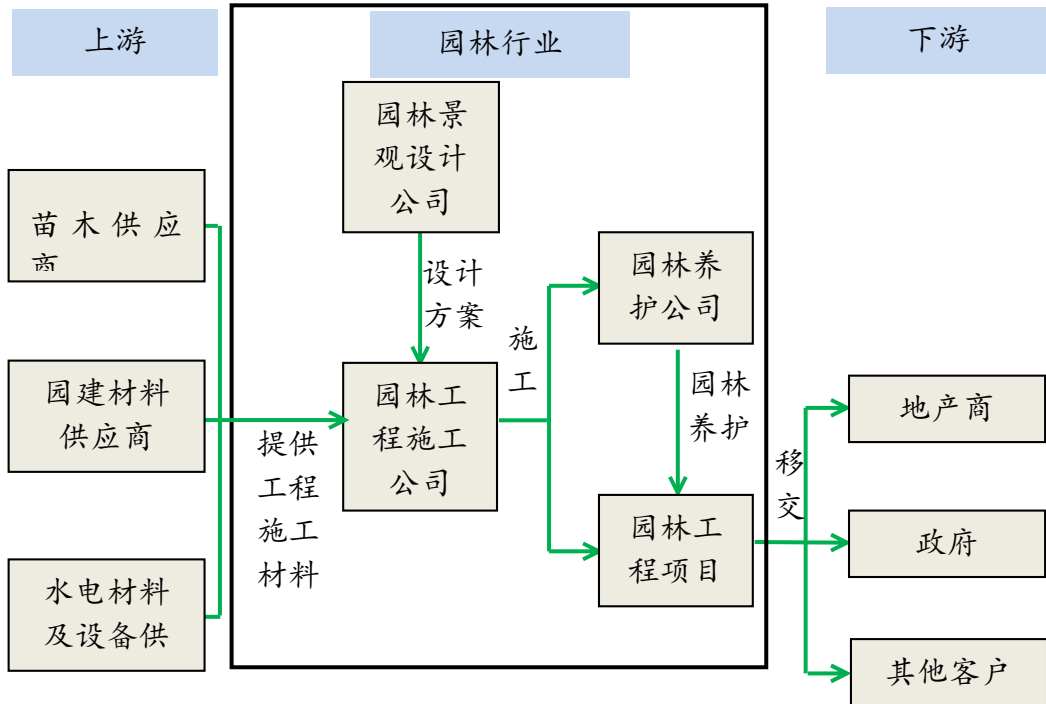 上游
园林行业
下游
园林景
观设计
公司
苗木供应
商
设计
方案
园林养
护公司
施
工
园建材料
供应商
园林工
程施工
公司
园林
养护
地产商
提供
工程
施工
材料
移
交
园林工
程项目
政府
水电材料
及设备供
其他客户